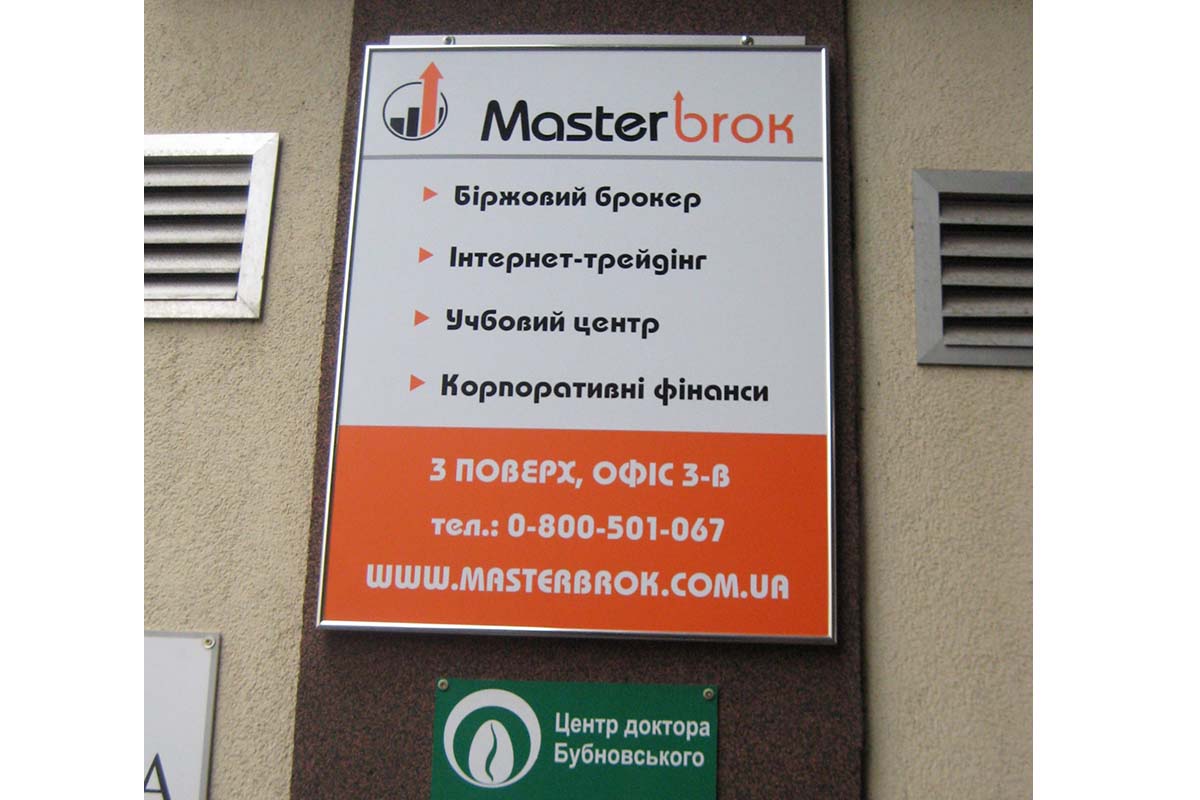 Masterbrok
Біржовий брокер
Інтернет-трейдінг
Учбовий центр
Корпоративні фінанси
3 ПОВЕРХ, ОФІС 3-В
тел.: 0-800-501-067
WWW.MASTERBROK.COM.UA
Центр доктора
Бубновського
А